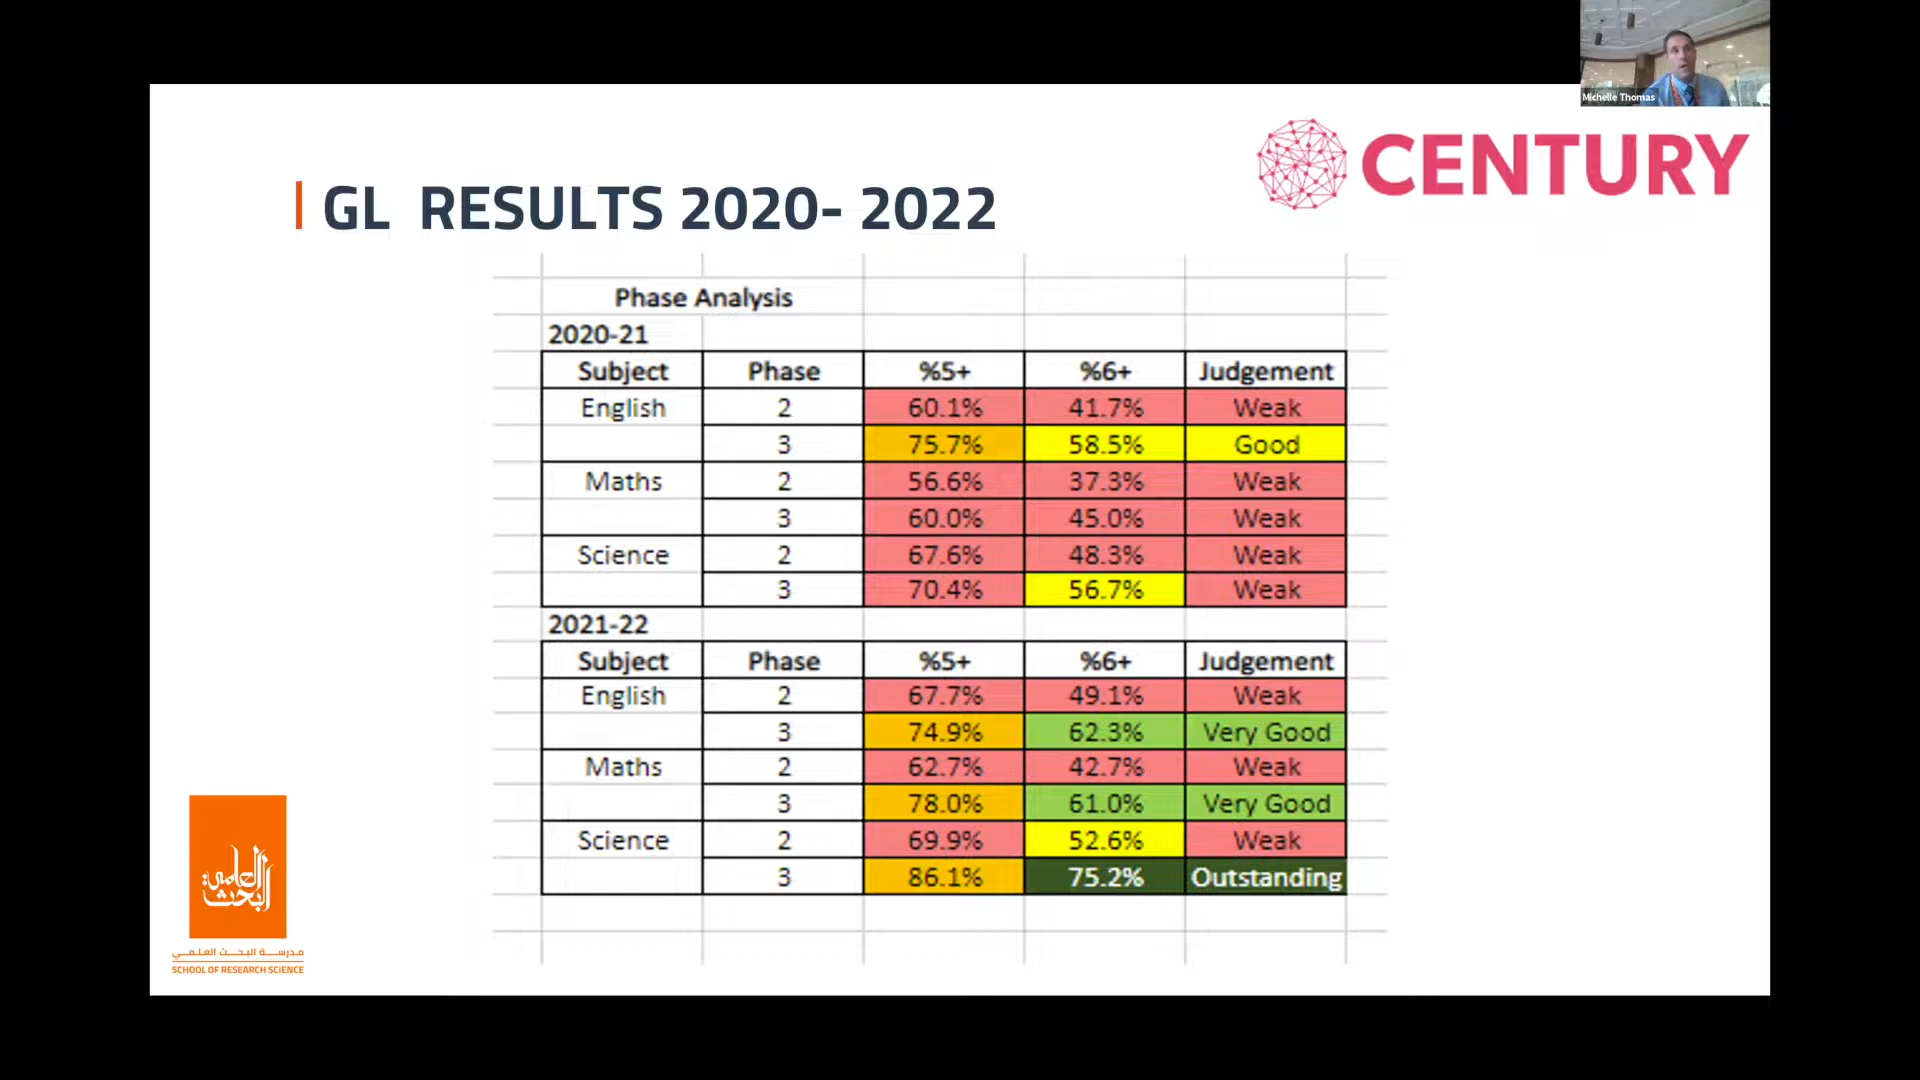 Michelle Thomas
CENTURY
GL RESULTS 2020- 2022
Phase Analysis
2020-21
Subject Phase %5+ %6+ Judgement
English 2 60.1% 41.7% Weak
3 75.7% 58.5% Good
Maths 2 56.6% 37.3% Weak
3 60.0% 45.0% Weak
Science 2 67.6% 48.3% Weak
3 70.4% 56.7% Weak
2021-22
Subject Phase %5+ %6+ Judgement
English 2 67.7% 49.1% Weak
3 74.9% 62.3% Very Good
Maths 2 62.7% 42.7% Weak
3 78.0% 61.0% Very Good
Science 2 69.9% 52.6% Weak
3 86.1% 75.2% Outstanding
البحث العلمي
مدرسة البحث العلمي
SCHOOL OF RESEARCH SCIENCE